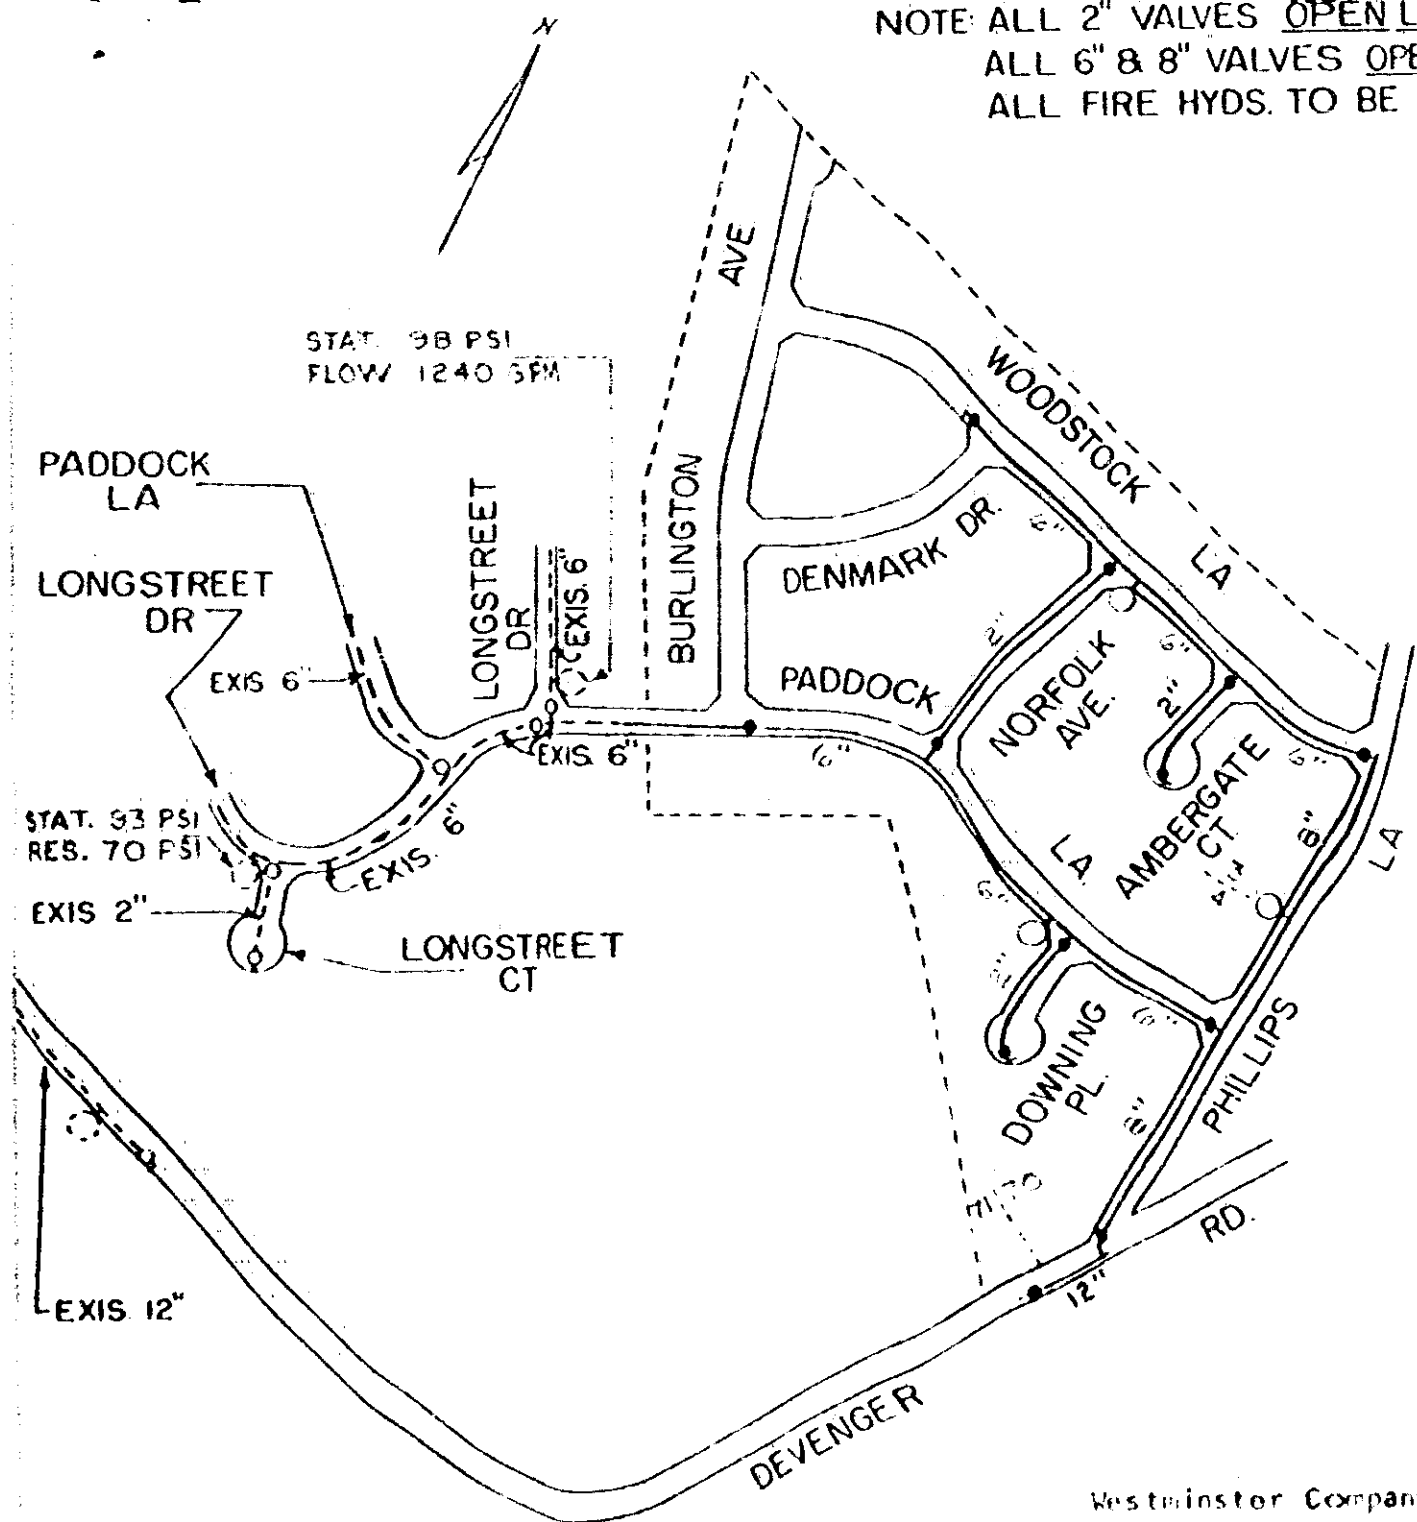 N
NOTE: ALL 2" VALVES OPEN L
ALL 6" & 8" VALVES OPE
ALL FIRE HYDS. TO BE
STAT. 98 PSI
FLOW 1240 GPM
AVE
BURLINGTON
WOODSTOCK
LA
PADDOCK
LA
LONGSTREET
DR
LONGSTREET
DR
EXIS. 6"
EXIS 6"
DENMARK DR.
6"
2"
PADDOCK
LA
NORFOLK
AVE.
6"
2"
AMBERGATE
CT
6"
8"
LA
EXIS. 6"
6"
STAT. 93 PSI
RES. 70 PSI
EXIS. 6"
EXIS 2"
LONGSTREET
CT
6"
2"
6"
DOWNING
PL.
8"
PHILLIPS
RD.
12"
EXIS. 12"
DEVENGER
Westminstor Compan